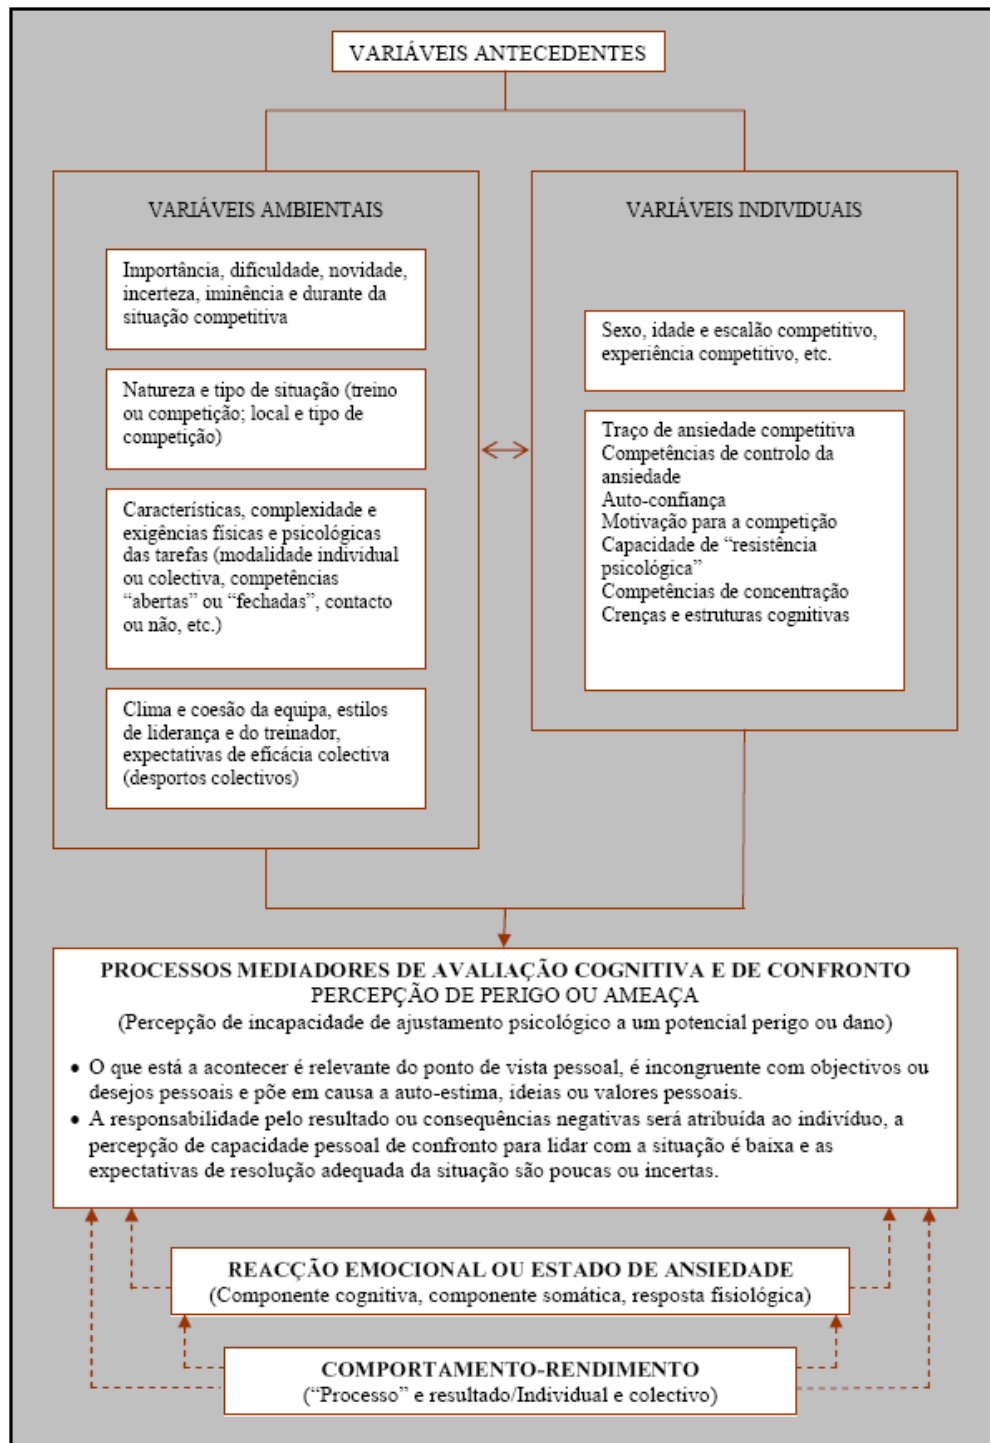 VARIÁVEIS ANTECEDENTES
VARIÁVEIS AMBIENTAIS
Importância, dificuldade, novidade,
incerteza, iminência e durante da
situação competitiva
Natureza e tipo de situação (treino
ou competição; local e tipo de
competição)
Características, complexidade e
exigências físicas e psicológicas
das tarefas (modalidade individual
ou colectiva, competências
“abertas” ou “fechadas”, contacto
ou não, etc.)
Clima e coesão da equipa, estilos
de liderança e do treinador,
expectativas de eficácia colectiva
(desportos colectivos)
VARIÁVEIS INDIVIDUAIS
Sexo, idade e escalão competitivo,
experiência competitivo, etc.
Traço de ansiedade competitiva
Competências de controlo da
ansiedade
Auto-confiança
Motivação para a competição
Capacidade de “resistência
psicológica”
Competências de concentração
Crenças e estruturas cognitivas
PROCESSOS MEDIADORES DE AVALIAÇÃO COGNITIVA E DE CONFRONTO
PERCEPÇÃO DE PERIGO OU AMEAÇA
(Percepção de incapacidade de ajustamento psicológico a um potencial perigo ou dano)
• O que está a acontecer é relevante do ponto de vista pessoal, é incongruente com objectivos ou
desejos pessoais e põe em causa a auto-estima, ideias ou valores pessoais.
• A responsabilidade pelo resultado ou consequências negativas será atribuída ao indivíduo, a
percepção de capacidade pessoal de confronto para lidar com a situação é baixa e as
expectativas de resolução adequada da situação são poucas ou incertas.
REACÇÃO EMOCIONAL OU ESTADO DE ANSIEDADE
(Componente cognitiva, componente somática, resposta fisiológica)
COMPORTAMENTO-RENDIMENTO
(“Processo” e resultado/Individual e colectivo)